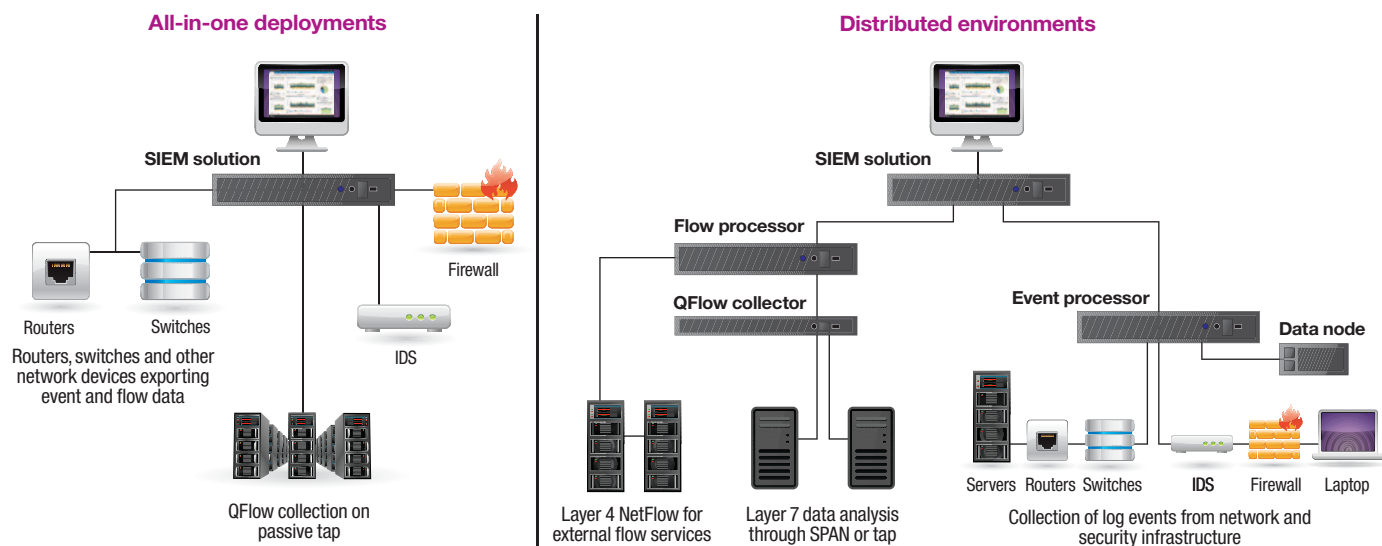 All-in-one deployments
SIEM solution
Firewall
Routers
Switches
IDS
Routers, switches and other
network devices exporting
event and flow data
QFlow collection on
passive tap
Distributed environments
SIEM solution
Flow processor
QFlow collector
Event processor
Data node
Servers
Routers
Switches
IDS
Firewall
Laptop
Layer 4 NetFlow for
external flow services
Layer 7 data analysis
through SPAN or tap
Collection of log events from network and
security infrastructure